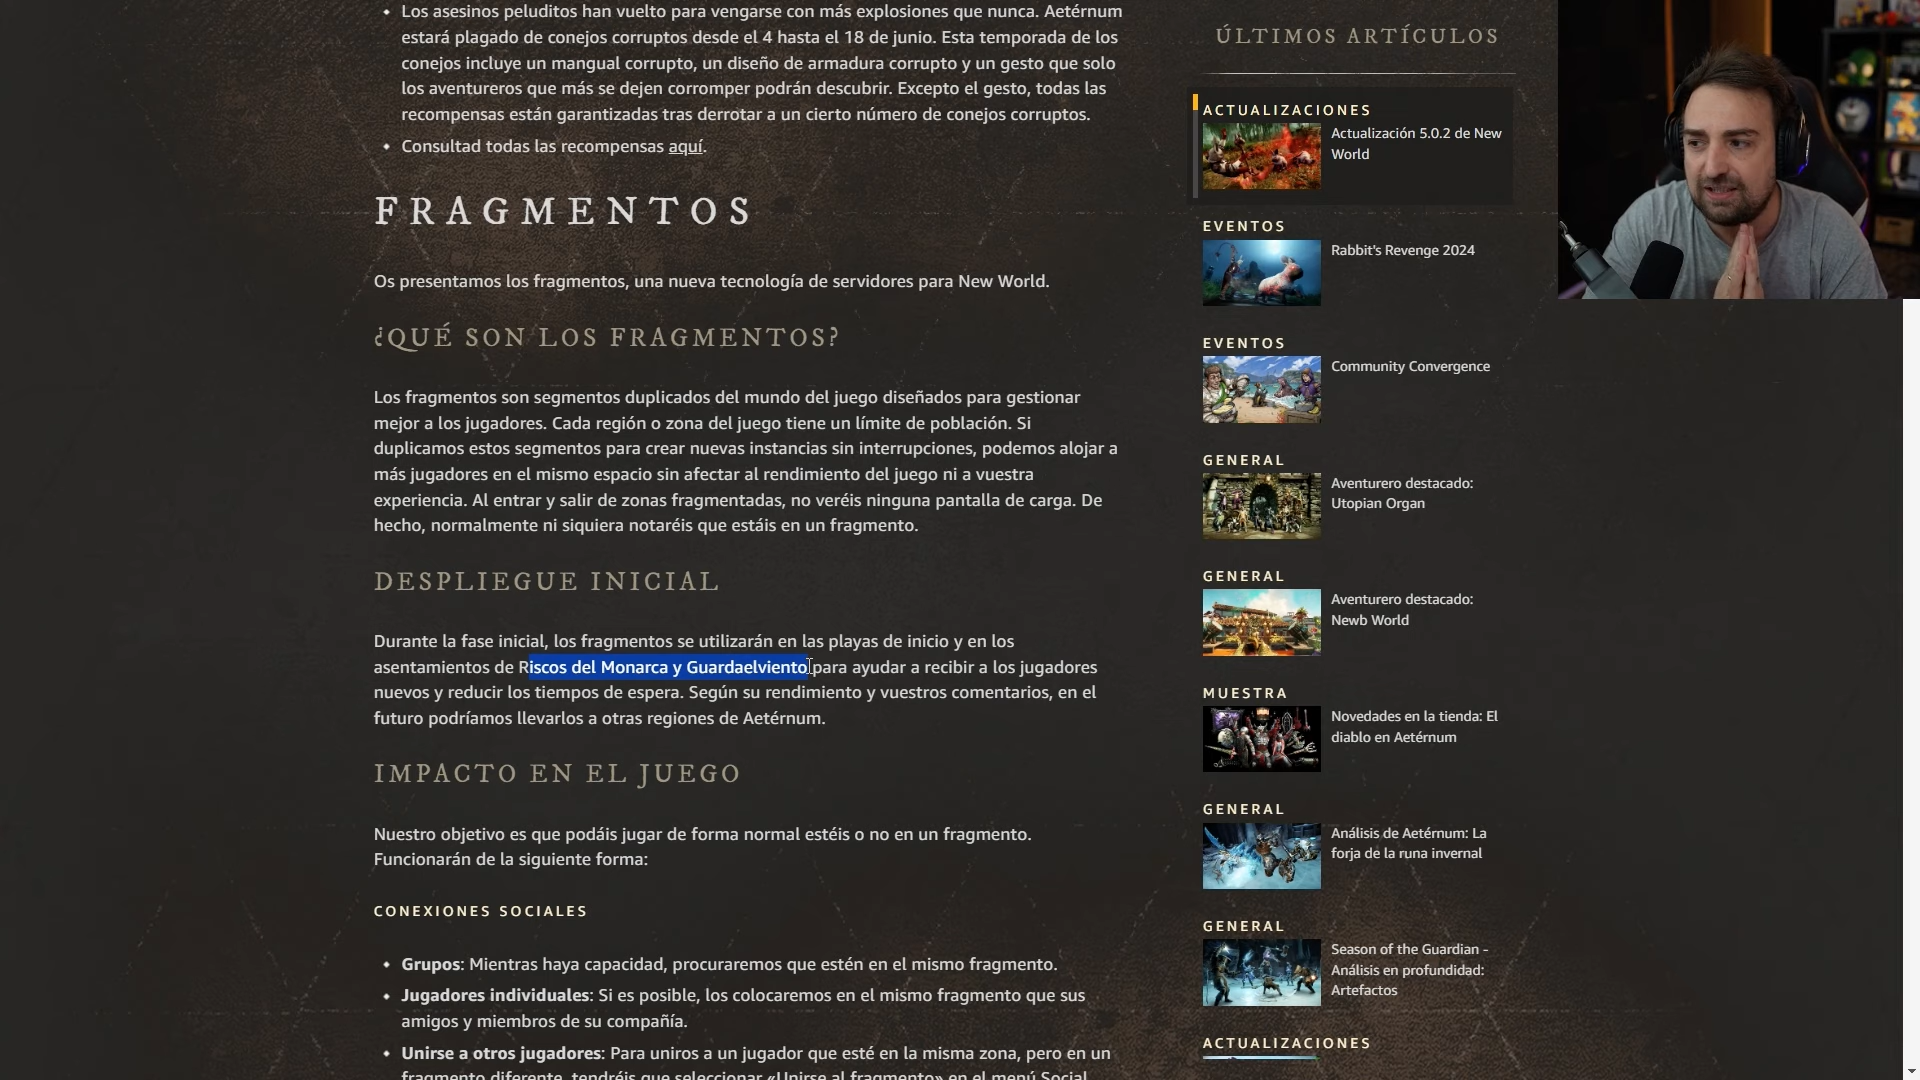 Los asesinos peluditos han vuelto para vengarse con más explosiones que nunca. Aetérnum
estará plagado de conejos corruptos desde el 4 hasta el 18 de junio. Esta temporada de los
conejos incluye un mangual corrupto, un diseño de armadura corrupto y un gesto que solo
los aventureros que más se dejen corromper podrán descubrir. Excepto el gesto, todas las
recompensas están garantizadas tras derrotar a un cierto número de conejos corruptos.
Consultad todas las recompensas aquí.
FRAGMENTOS
Os presentamos los fragmentos, una nueva tecnología de servidores para New World.
¿QUÉ SON LOS FRAGMENTOS?
Los fragmentos son segmentos duplicados del mundo del juego diseñados para gestionar
mejor a los jugadores. Cada región o zona del juego tiene un límite de población. Si
duplicamos estos segmentos para crear nuevas instancias sin interrupciones, podemos alojar a
más jugadores en el mismo espacio sin afectar al rendimiento del juego ni a vuestra
experiencia. Al entrar y salir de zonas fragmentadas, no veréis ninguna pantalla de carga. De
hecho, normalmente ni siquiera notaréis que estáis en un fragmento.
DESPLIEGUE INICIAL
Durante la fase inicial, los fragmentos se utilizarán en las playas de inicio y en los
asentamientos de Riscos del Monarca y Guardaelviento para ayudar a recibir a los jugadores
nuevos y reducir los tiempos de espera. Según su rendimiento y vuestros comentarios, en el
futuro podríamos llevarlos a otras regiones de Aetérnum.
IMPACTO EN EL JUEGO
Nuestro objetivo es que podáis jugar de forma normal estéis o no en un fragmento.
Funcionarán de la siguiente forma:
CONEXIONES SOCIALES
Grupos: Mientras haya capacidad, procuraremos que estén en el mismo fragmento.
Jugadores individuales: Si es posible, los colocaremos en el mismo fragmento que sus
amigos y miembros de su compañía.
Unirse a otros jugadores: Para uniros a un jugador que esté en la misma zona, pero en un
fragmento diferente, tendréis que seleccionar «Unirse al fragmento» en el menú Social.
ÚLTIMOS ARTÍCULOS
ACTUALIZACIONES
Actualización 5.0.2 de New
World
EVENTOS
Rabbit's Revenge 2024
EVENTOS
Community Convergence
GENERAL
Aventurero destacado:
Utopian Organ
GENERAL
Aventurero destacado:
Newb World
MUESTRA
Novedades en la tienda: El
diablo en Aetérnum
GENERAL
Análisis de Aetérnum: La
forja de la runa invernal
GENERAL
Season of the Guardian -
Análisis en profundidad:
Artefactos
ACTUALIZACIONES